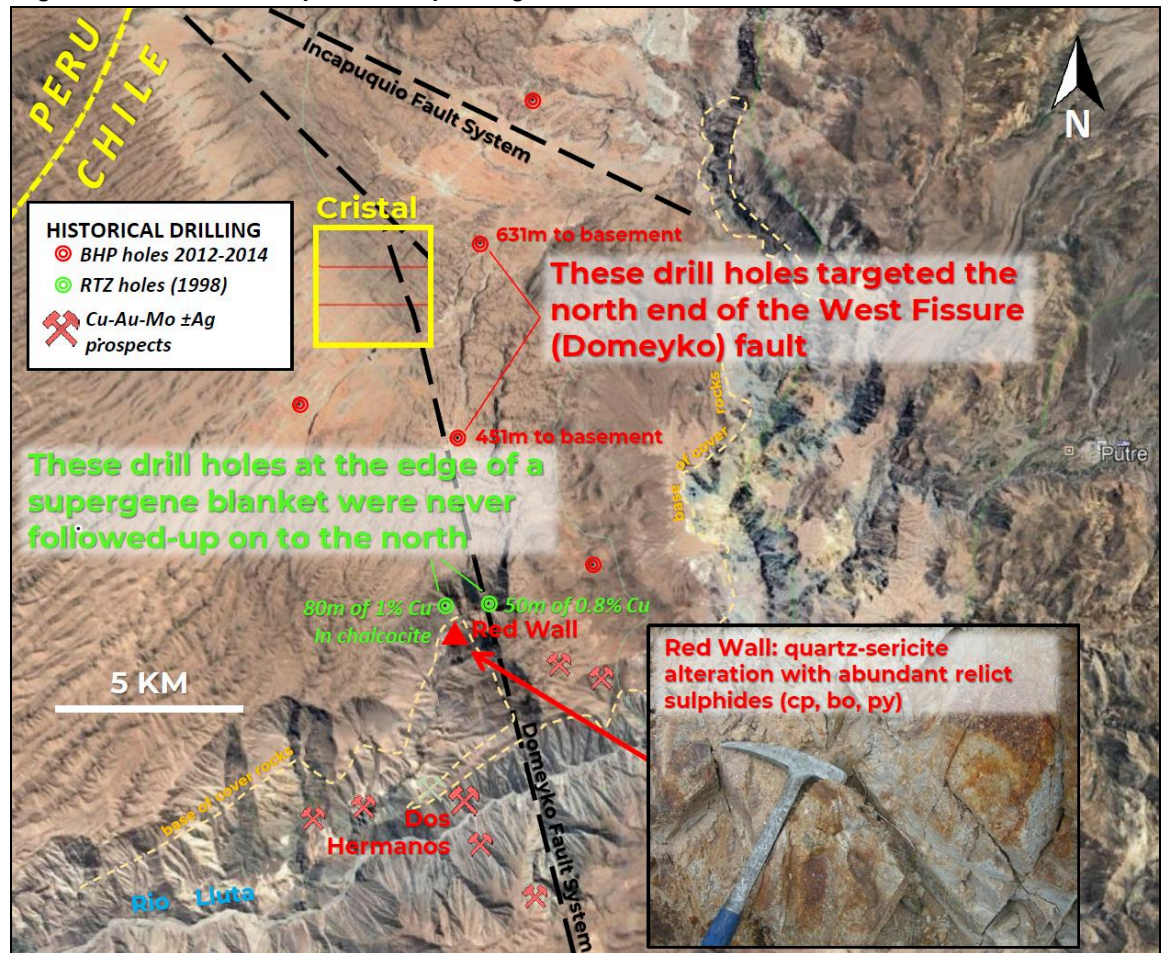 PERU
CHILE
Incapuquio Fault System
N
HISTORICAL DRILLING
BHP holes 2012-2014
RTZ holes (1998)
Cu-Au-Mo ±Ag
prospects
Cristal
631m to basement
These drill holes targeted the
north end of the West Fissure
(Domeyko) fault
451m to basement
base of cover rocks
Putre
These drill holes at the edge of a
supergene blanket were never
followed-up on to the north
80m of 1% Cu
In chalcocite
50m of 0.8% Cu
Red Wall
5 KM
Red Wall: quartz-sericite
alteration with abundant relict
sulphides (cp, bo, py)
base of cover rocks
Domeyko Fault System
Dos
Hermanos
Rio Lluta